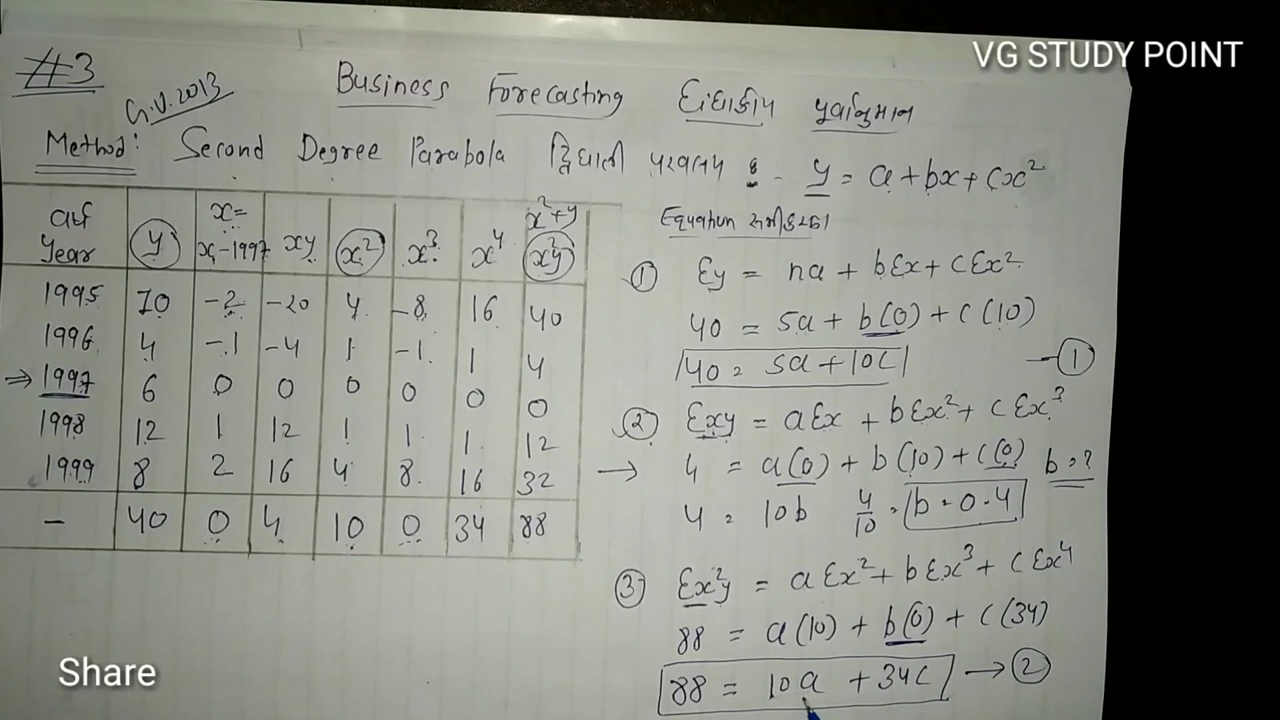 VG STUDY POINT
#3
G.U. 2013
Business Forecasting ધંધાકીય પૂર્વાનુમાન
Method: Second Degree Parabola દ્વિઘાતી પરવલય : - y = a + bx + cx²
વર્ષ Year | y | x = x - 1997 | xy | x² | x³ | x⁴ | x²+y x²y
1995 10 -2 -20 4 -8 16 40
1996 4 -1 -4 1 -1 1 4
⇒ 1997 6 0 0 0 0 0 0
1998 12 1 12 1 1 1 12
1999 8 2 16 4 8 16 32
- 40 0 4 10 0 34 88
Equation સમીકરણ
① Σy = na + bΣx + cΣx²
40 = 5a + b(0) + c(10)
40 = 5a + 10c — ①
② Σxy = aΣx + bΣx² + cΣx³
→ 4 = a(0) + b(10) + c(0) b = ?
4 = 10b 4/10 = b = 0.4
③ Σx²y = aΣx² + bΣx³ + cΣx⁴
88 = a(10) + b(0) + c(34)
88 = 10a + 34c → ②
Share